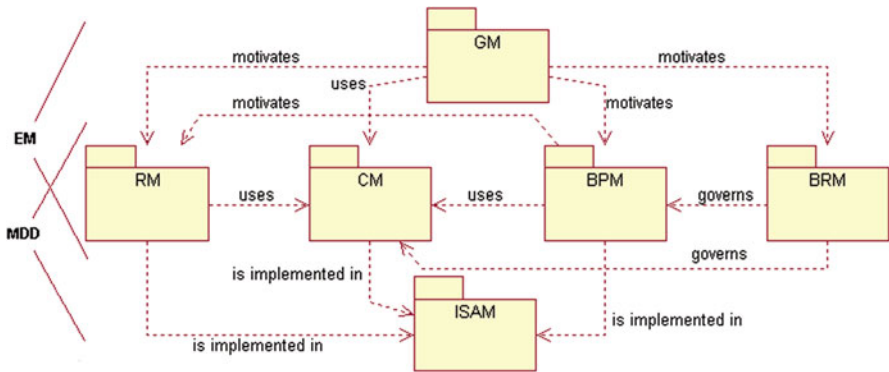 GM
motivates
motivates
uses
motivates
motivates
EM
RM
CM
BPM
BRM
uses
uses
governs
MDD
governs
is implemented in
ISAM
is implemented in
is implemented in